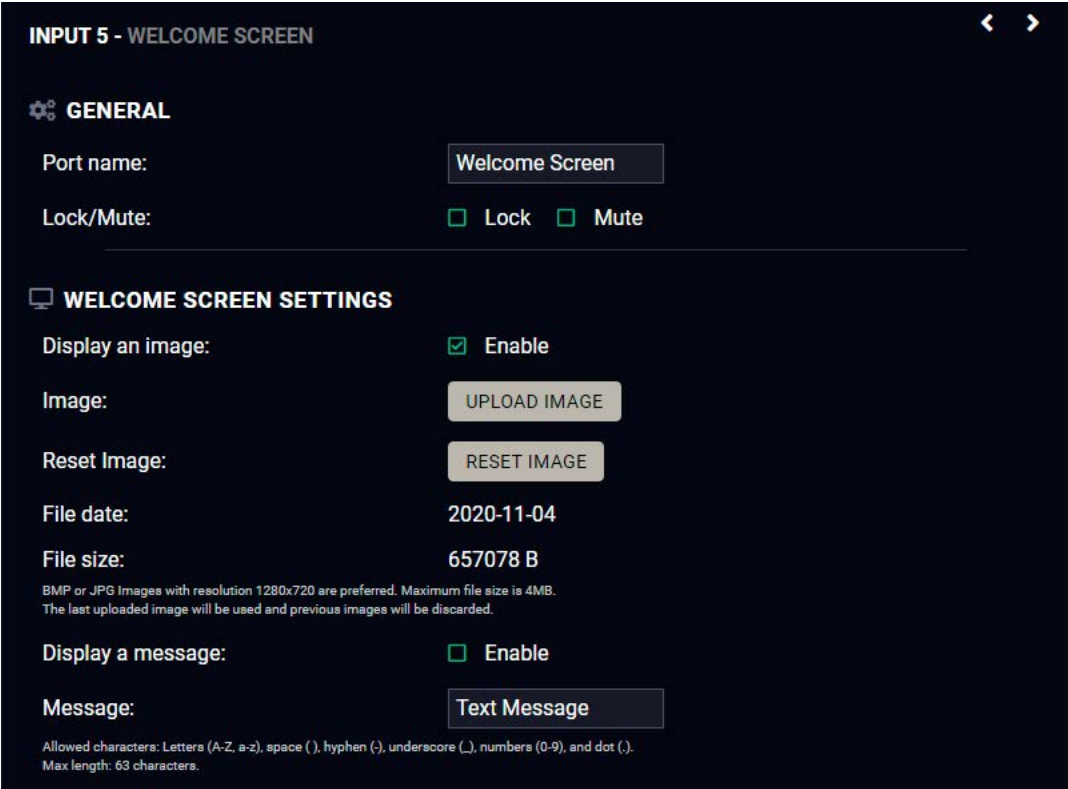 INPUT 5 - WELCOME SCREEN
GENERAL
Port name: Welcome Screen
Lock/Mute: Lock Mute
WELCOME SCREEN SETTINGS
Display an image: Enable
Image: UPLOAD IMAGE
Reset Image: RESET IMAGE
File date: 2020-11-04
File size: 657078 B
BMP or JPG Images with resolution 1280x720 are preferred. Maximum file size is 4MB.
The last uploaded image will be used and previous images will be discarded.
Display a message: Enable
Message: Text Message
Allowed characters: Letters (A-Z, a-z), space ( ), hyphen (-), underscore (_), numbers (0-9), and dot (.).
Max length: 63 characters.